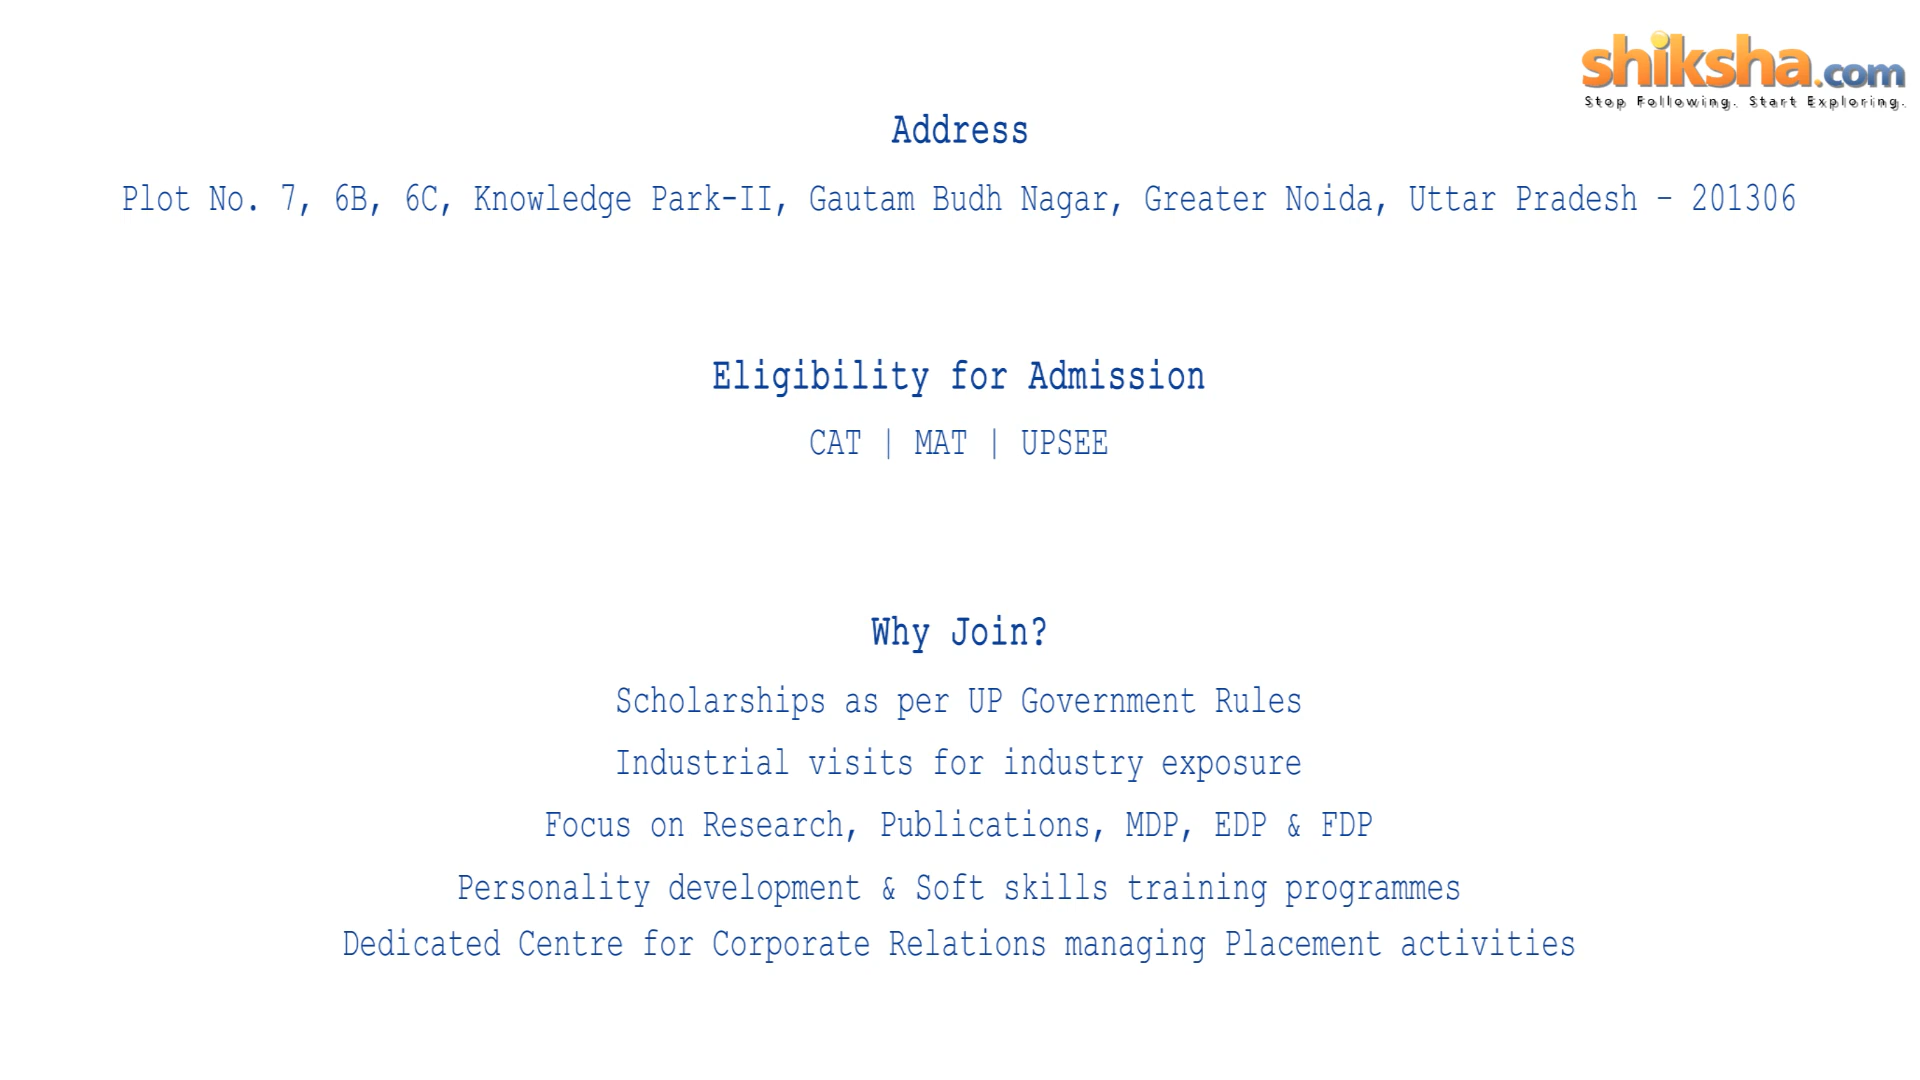 shiksha.com
Stop Following. Start Exploring.
Address
Plot No. 7, 6B, 6C, Knowledge Park-II, Gautam Budh Nagar, Greater Noida, Uttar Pradesh - 201306
Eligibility for Admission
CAT | MAT | UPSEE
Why Join?
Scholarships as per UP Government Rules
Industrial visits for industry exposure
Focus on Research, Publications, MDP, EDP & FDP
Personality development & Soft skills training programmes
Dedicated Centre for Corporate Relations managing Placement activities